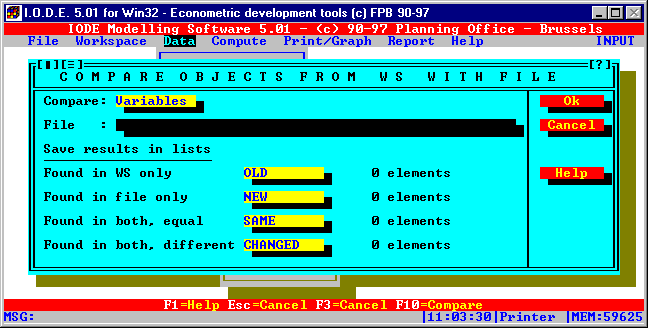 I.O.D.E. 5.01 for Win32 - Econometric development tools (c) FPB 90-97
IODE Modelling Software 5.01 - (c) 90-97 Planning Office - Brussels
File Workspace Data Compute Print/Graph Report Help INPUT
COMPARE OBJECTS FROM WS WITH FILE
[?]
Compare: Variables Ok
File : Cancel
Save results in lists
Found in WS only OLD 0 elements Help
Found in file only NEW 0 elements
Found in both, equal SAME 0 elements
Found in both, different CHANGED 0 elements
F1=Help Esc=Cancel F3=Cancel F10=Compare
MSG: |11:03:30|Printer |MEM:59625